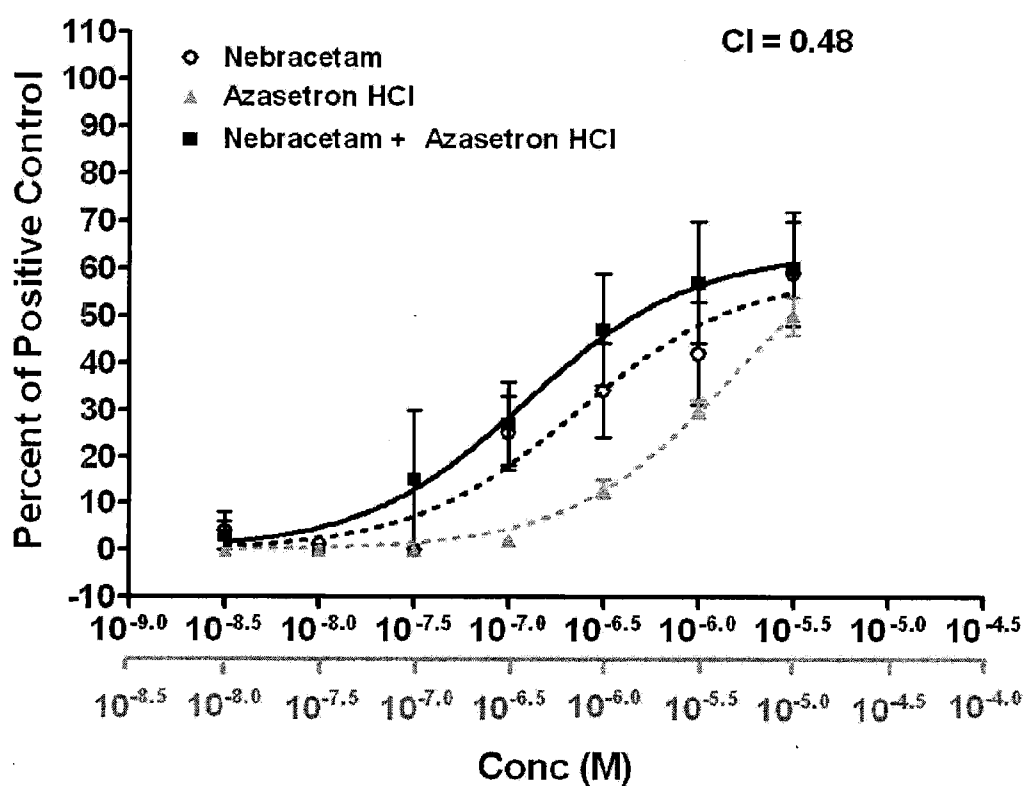 CI = 0.48
Nebracetam
Azasetron HCl
Nebracetam + Azasetron HCl
Percent of Positive Control
110
100
90
80
70
60
50
40
30
20
10
0
-10
10^-9.0 10^-8.5 10^-8.0 10^-7.5 10^-7.0 10^-6.5 10^-6.0 10^-5.5 10^-5.0 10^-4.5
10^-8.5 10^-8.0 10^-7.5 10^-7.0 10^-6.5 10^-6.0 10^-5.5 10^-5.0 10^-4.5 10^-4.0
Conc (M)